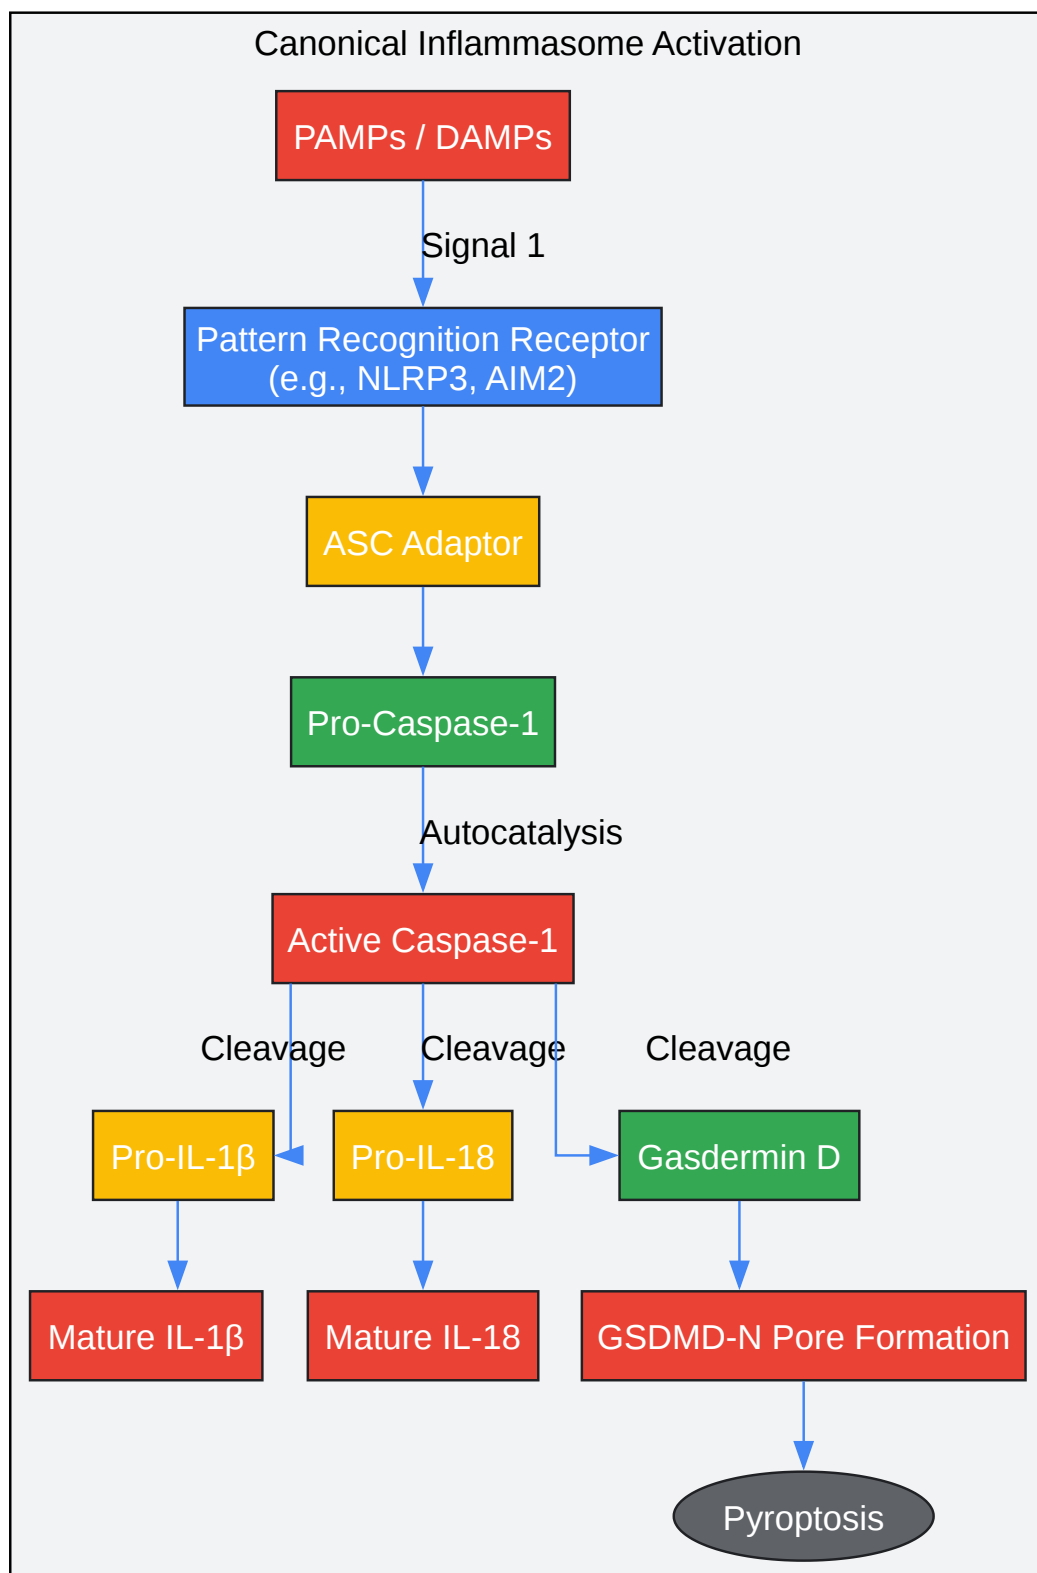 Canonical Inflammasome Activation
PAMPs / DAMPs
Signal 1
Pattern Recognition Receptor
(e.g., NLRP3, AIM2)
ASC Adaptor
Pro-Caspase-1
Autocatalysis
Active Caspase-1
Cleavage
Cleavage
Cleavage
Pro-IL-1β
Pro-IL-18
Gasdermin D
Mature IL-1β
Mature IL-18
GSDMD-N Pore Formation
Pyroptosis